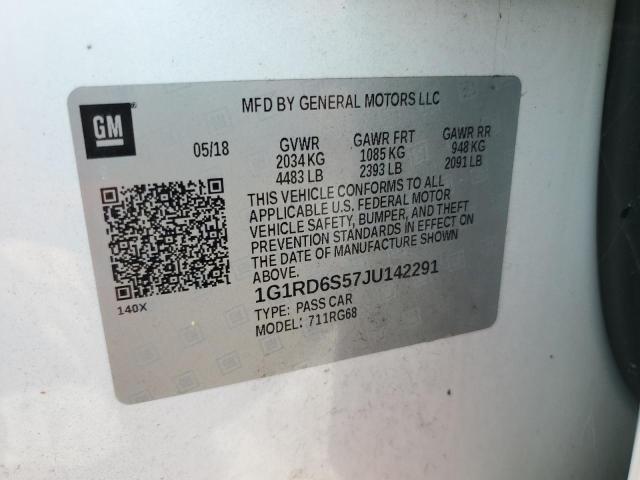 MFD BY GENERAL MOTORS LLC
GM
05/18
GVWR
2034 KG
4483 LB
GAWR FRT
1085 KG
2393 LB
GAWR RR
948 KG
2091 LB
THIS VEHICLE CONFORMS TO ALL
APPLICABLE U.S. FEDERAL MOTOR
VEHICLE SAFETY, BUMPER, AND THEFT
PREVENTION STANDARDS IN EFFECT ON
THE DATE OF MANUFACTURE SHOWN
ABOVE.
1G1RD6S57JU142291
TYPE: PASS CAR
MODEL: 711RG68
140X